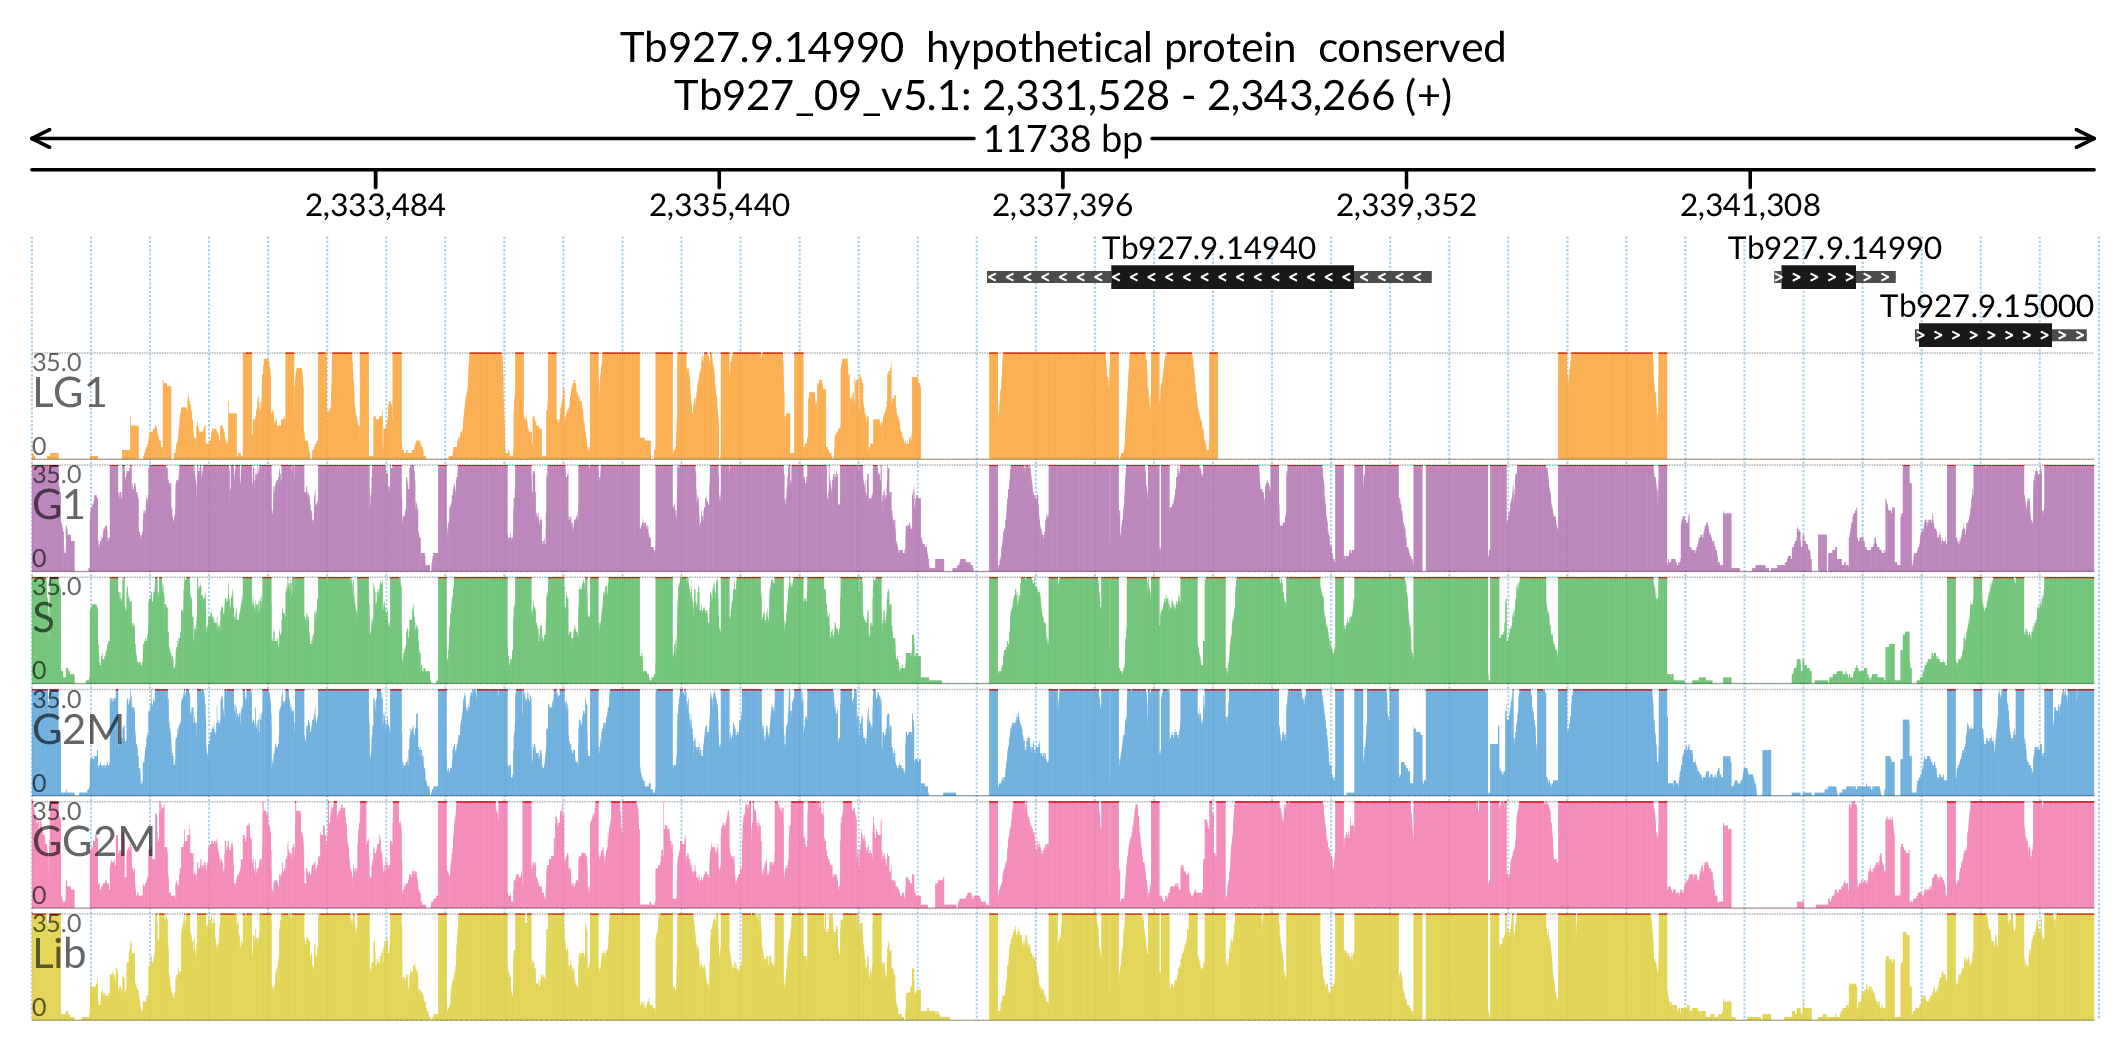 Tb927.9.14990  hypothetical protein  conserved
Tb927_09_v5.1: 2,331,528 - 2,343,266 (+)
11738 bp
2,333,484 2,335,440 2,337,396 2,339,352 2,341,308
Tb927.9.14940 Tb927.9.14990
Tb927.9.15000
35.0
LG1
0
35.0
G1
0
35.0
S
0
35.0
G2M
0
35.0
GG2M
0
35.0
Lib
0